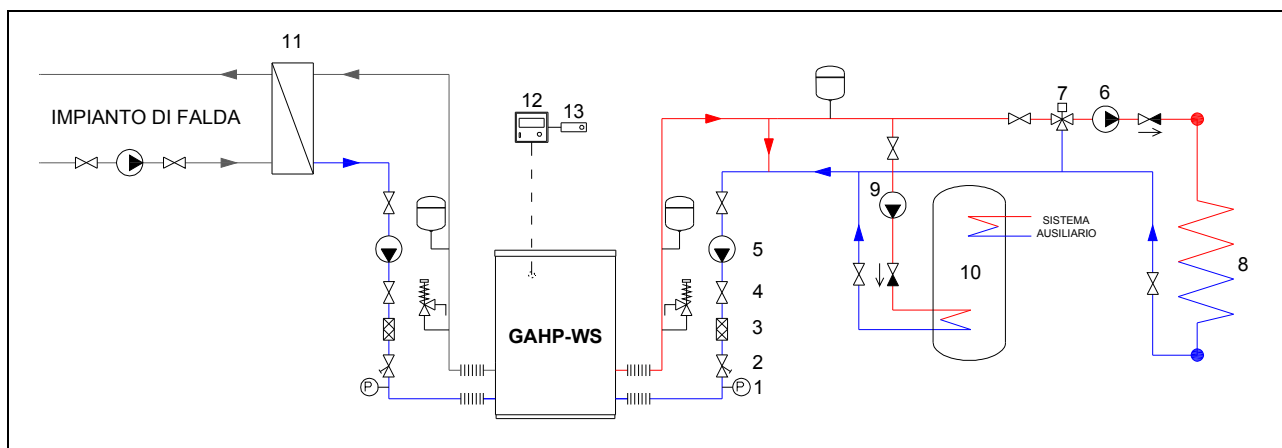 11
IMPIANTO DI FALDA
12
13
7
6
9
5
4
3
2
1
P
P
GAHP-WS
10
SISTEMA
AUSILIARIO
8